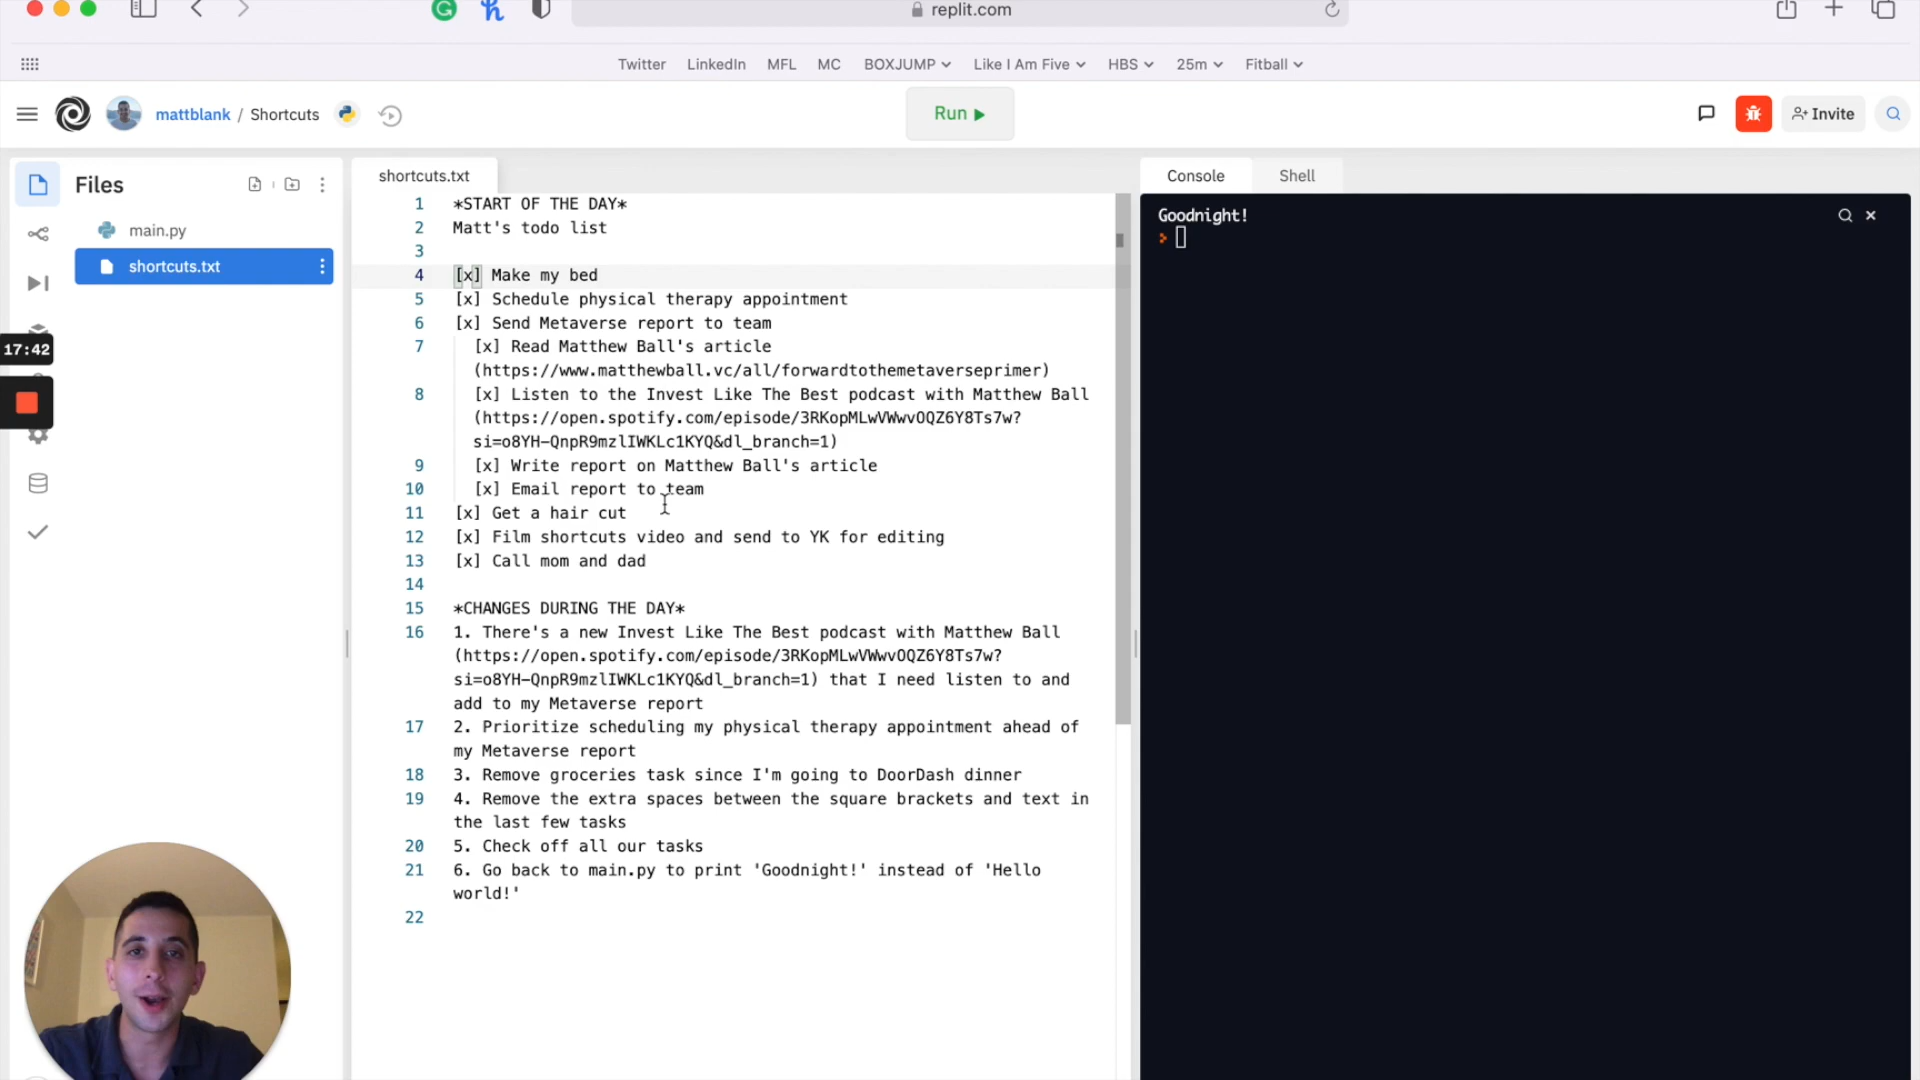 replit.com
Twitter LinkedIn MFL MC BOXJUMP Like I Am Five HBS 25m Fitball
mattblank / Shortcuts Run Invite
Files
main.py
shortcuts.txt
17:42
shortcuts.txt
1 *START OF THE DAY*
2 Matt's todo list
3
4 [x] Make my bed
5 [x] Schedule physical therapy appointment
6 [x] Send Metaverse report to team
7 [x] Read Matthew Ball's article
(https://www.matthewball.vc/all/forwardtothemetaverseprimer)
8 [x] Listen to the Invest Like The Best podcast with Matthew Ball
(https://open.spotify.com/episode/3RKopMLwVWwvOQZ6Y8Ts7w?
si=o8YH-QnpR9mzlIWKLc1KYQ&dl_branch=1)
9 [x] Write report on Matthew Ball's article
10 [x] Email report to team
11 [x] Get a hair cut
12 [x] Film shortcuts video and send to YK for editing
13 [x] Call mom and dad
14
15 *CHANGES DURING THE DAY*
16 1. There's a new Invest Like The Best podcast with Matthew Ball
(https://open.spotify.com/episode/3RKopMLwVWwvOQZ6Y8Ts7w?
si=o8YH-QnpR9mzlIWKLc1KYQ&dl_branch=1) that I need listen to and
add to my Metaverse report
17 2. Prioritize scheduling my physical therapy appointment ahead of
my Metaverse report
18 3. Remove groceries task since I'm going to DoorDash dinner
19 4. Remove the extra spaces between the square brackets and text in
the last few tasks
20 5. Check off all our tasks
21 6. Go back to main.py to print 'Goodnight!' instead of 'Hello
world!'
22
Console Shell
Goodnight!